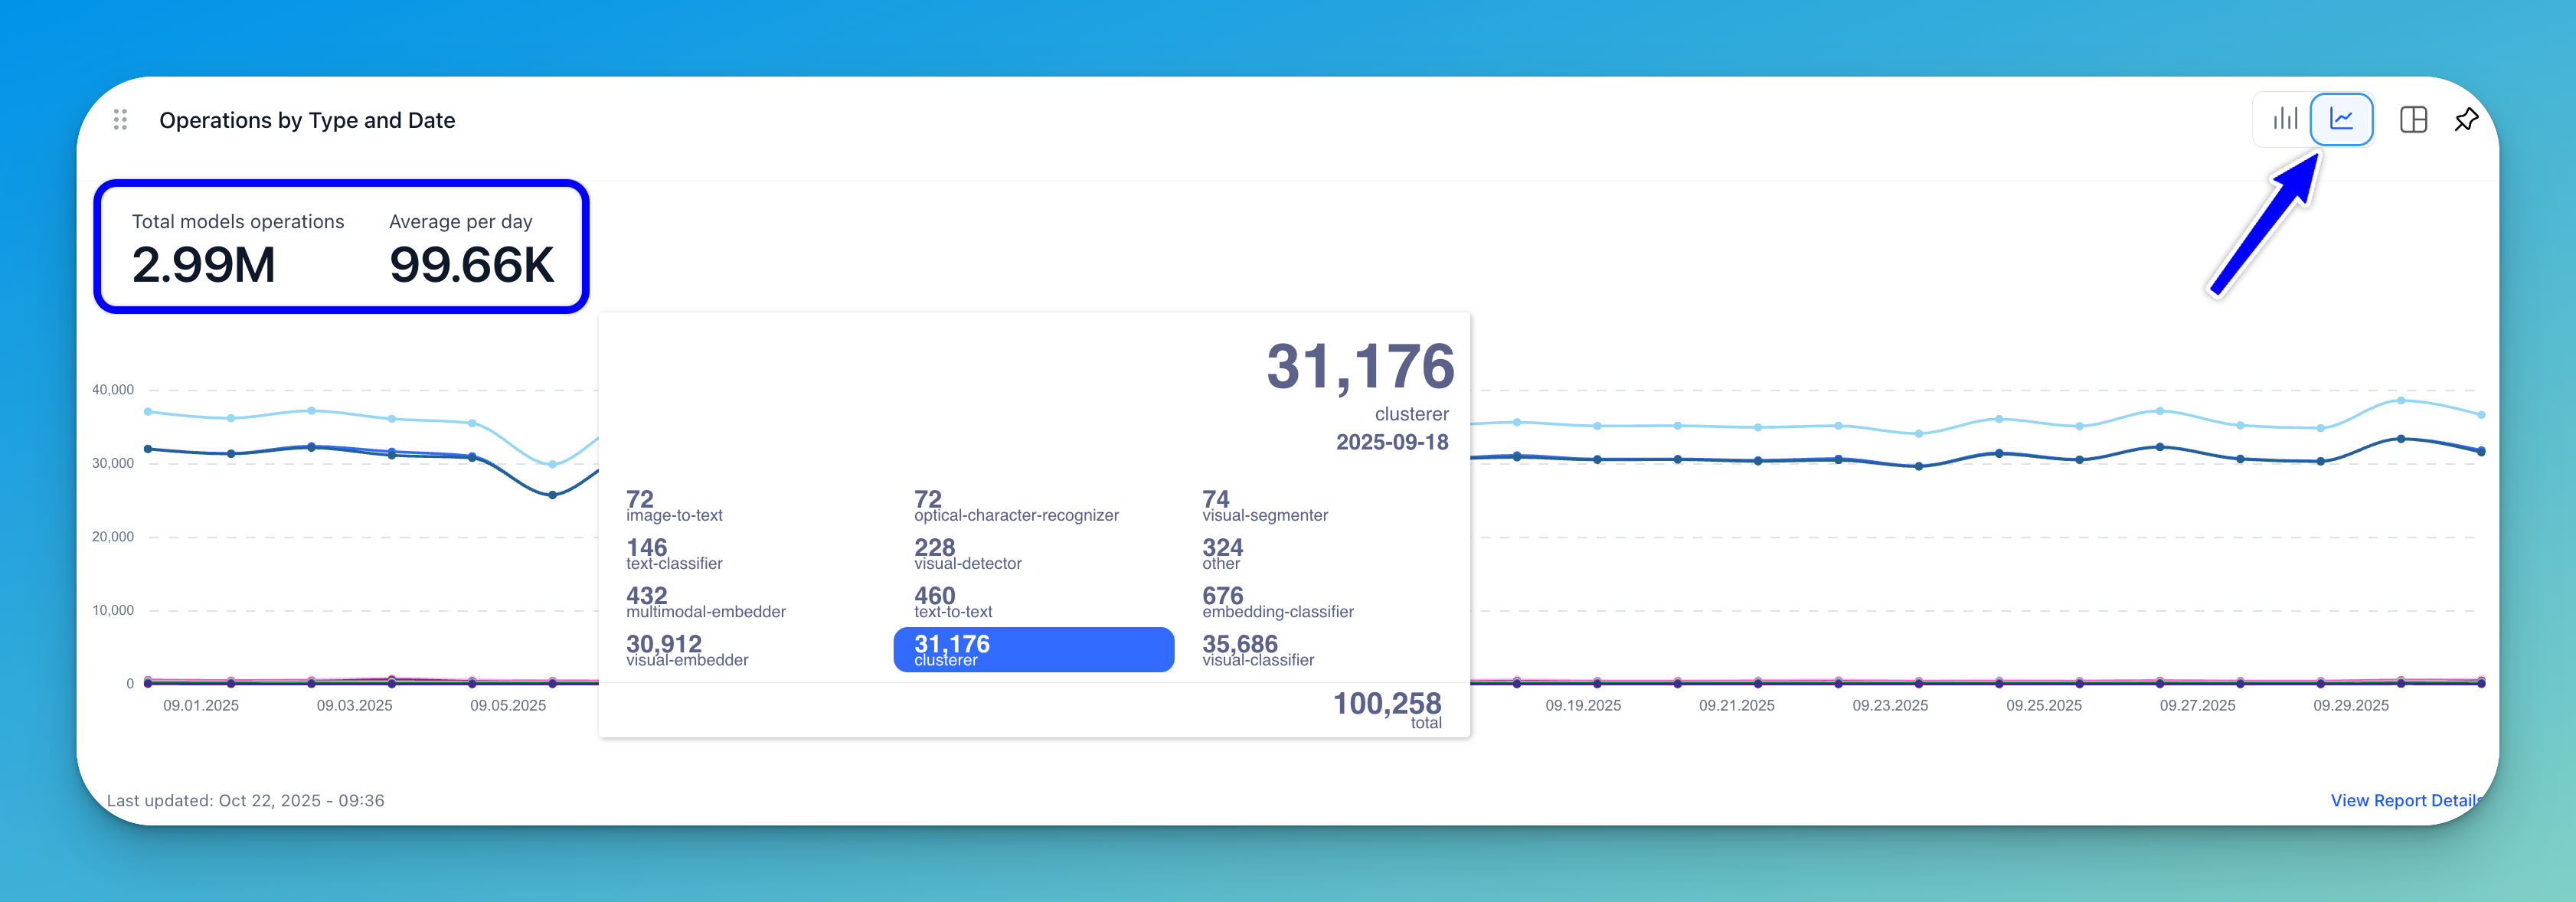 Operations by Type and Date
Total models operations
Average per day
2.99M
99.66K
31,176
clusterer
2025-09-18
40,000
30,000
20,000
10,000
0
72
image-to-text
72
optical-character-recognizer
74
visual-segmenter
146
text-classifier
228
visual-detector
324
other
432
multimodal-embedder
460
text-to-text
676
embedding-classifier
30,912
visual-embedder
31,176
clusterer
35,686
visual-classifier
100,258
total
09.01.2025
09.03.2025
09.05.2025
09.19.2025
09.21.2025
09.23.2025
09.25.2025
09.27.2025
09.29.2025
Last updated: Oct 22, 2025 - 09:36
View Report Details